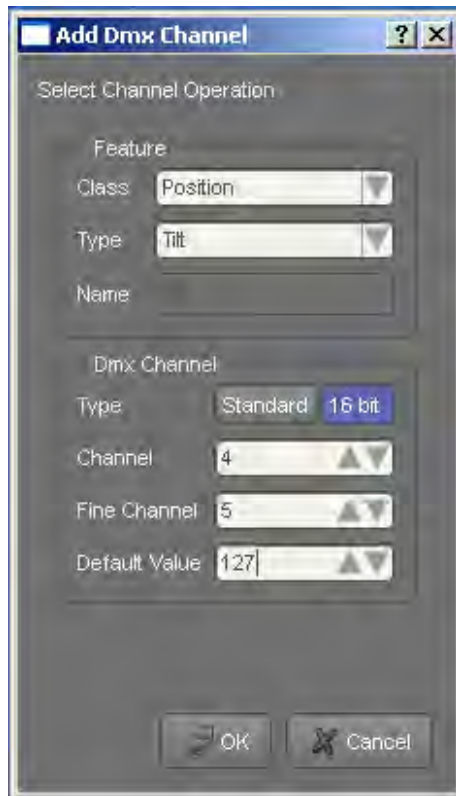 Add Dmx Channel
Select Channel Operation
Feature
Class Position
Type Tilt
Name
Dmx Channel
Type Standard 16 bit
Channel 4
Fine Channel 5
Default Value 127
OK Cancel